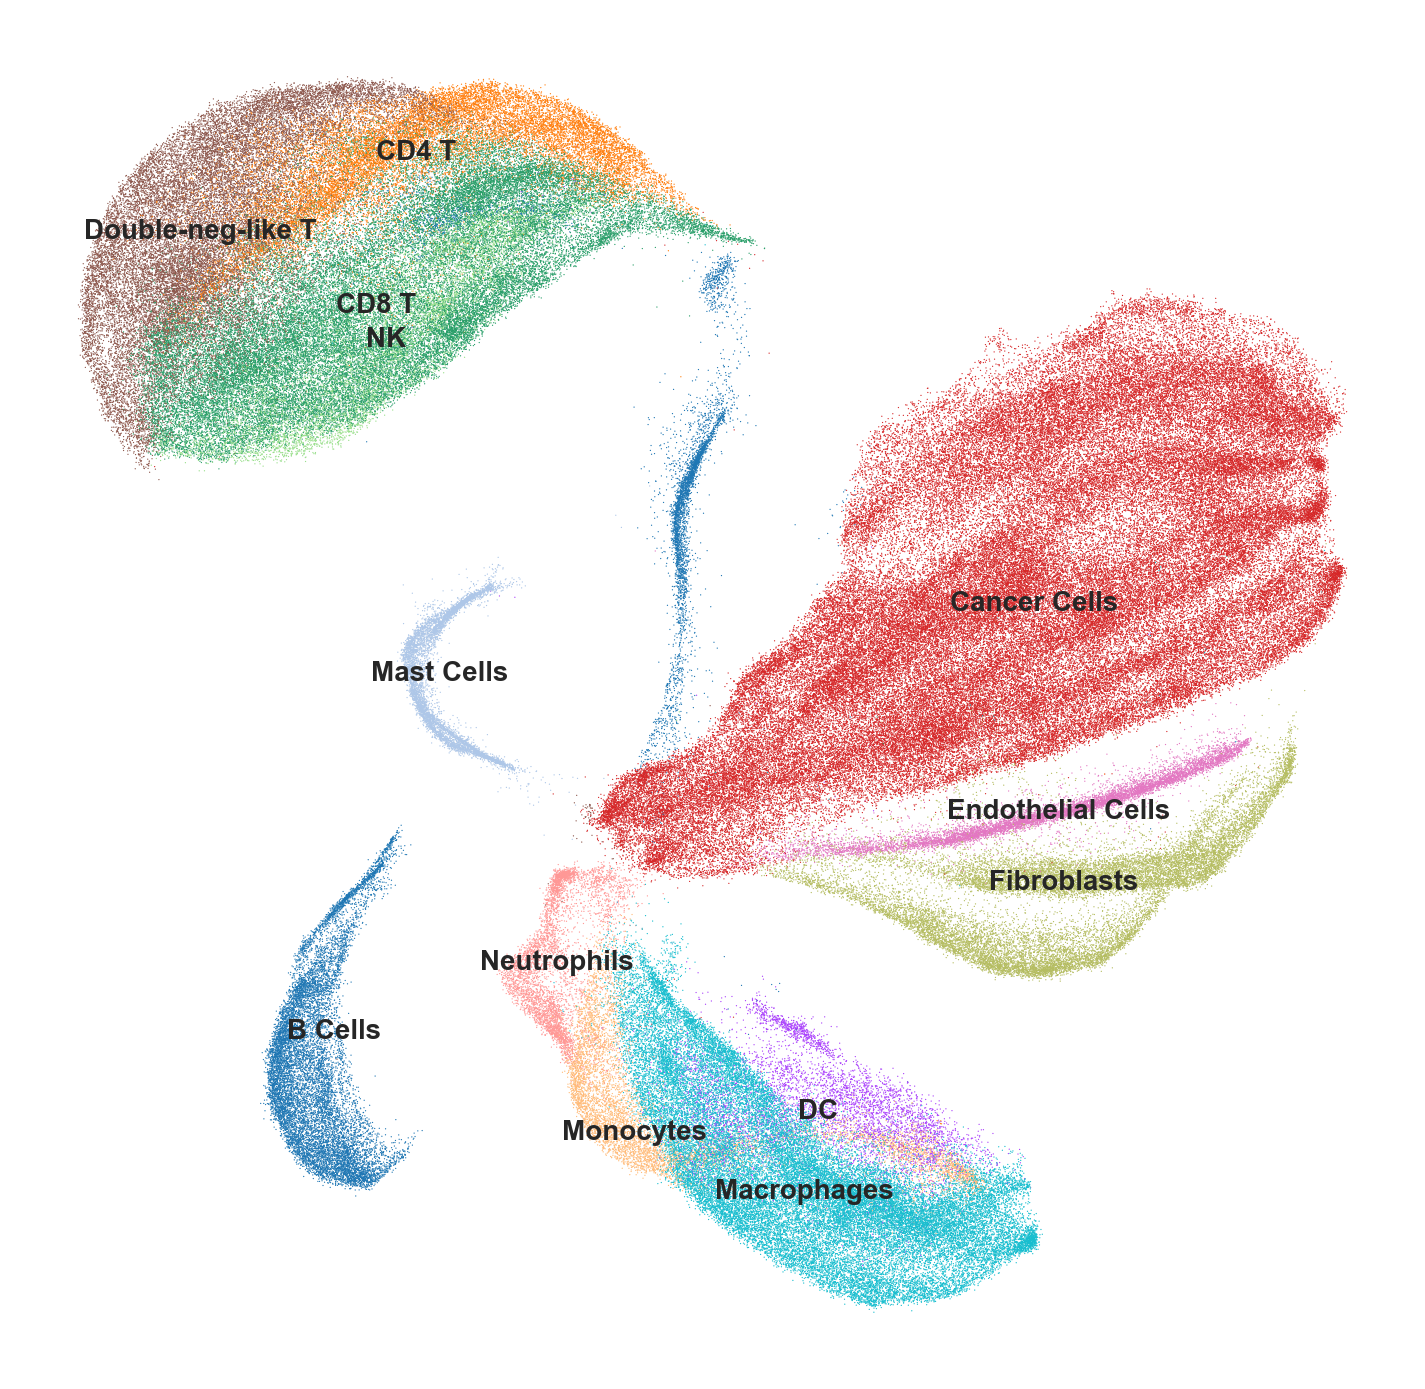 CD4 T
Double-neg-like T
CD8 T
NK
Cancer Cells
Mast Cells
Endothelial Cells
Fibroblasts
Neutrophils
B Cells
DC
Monocytes
Macrophages